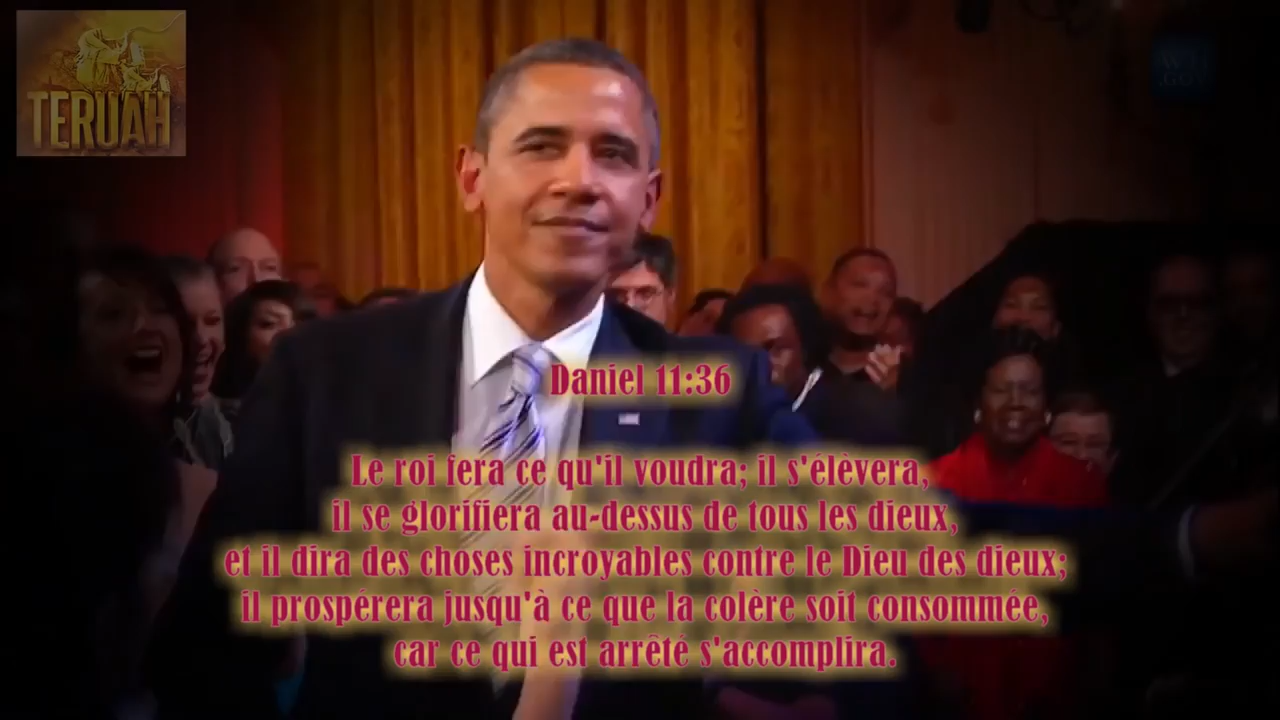 TERUAH
Daniel 11:36
Le roi fera ce qu'il voudra; il s'élèvera,
il se glorifiera au-dessus de tous les dieux,
et il dira des choses incroyables contre le Dieu des dieux;
il prospérera jusqu'à ce que la colère soit consommée,
car ce qui est arrêté s'accomplira.